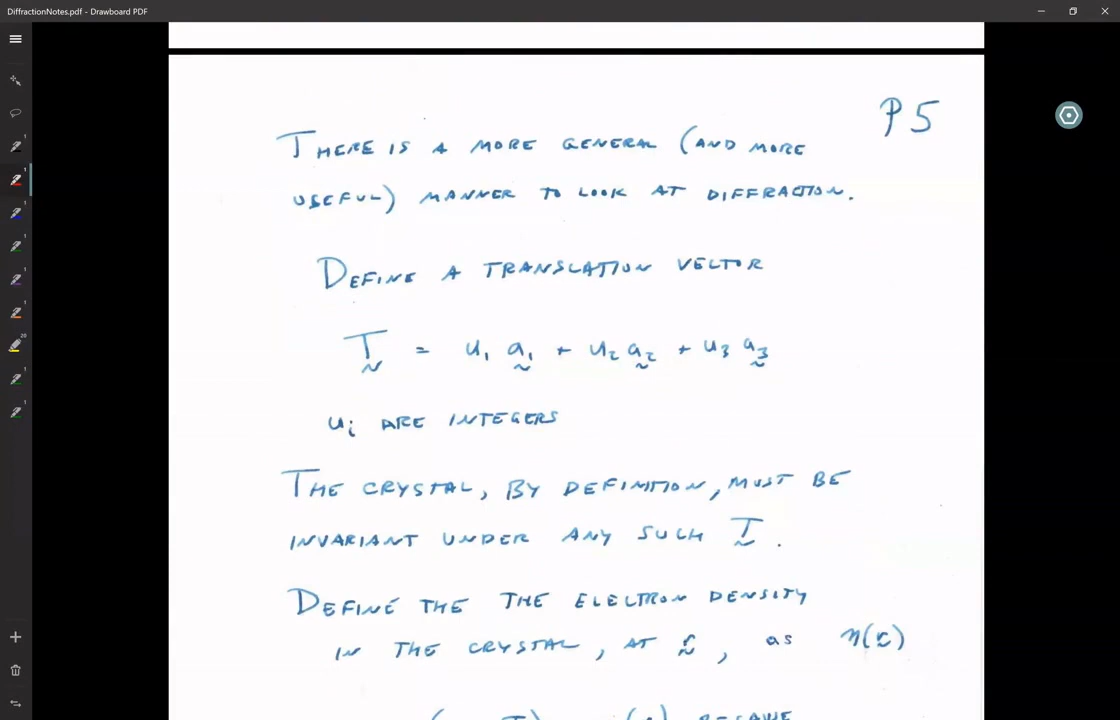 DiffractionNotes.pdf - Drawboard PDF
P5
THERE IS A MORE GENERAL (AND MORE
USEFUL) MANNER TO LOOK AT DIFFRACTION.
DEFINE A TRANSLATION VECTOR
T = u₁ a₁ + u₂ a₂ + u₃ a₃
uᵢ ARE INTEGERS
THE CRYSTAL, BY DEFINITION, MUST BE
INVARIANT UNDER ANY SUCH T.
DEFINE THE THE ELECTRON DENSITY
IN THE CRYSTAL, AT r, as n(r)